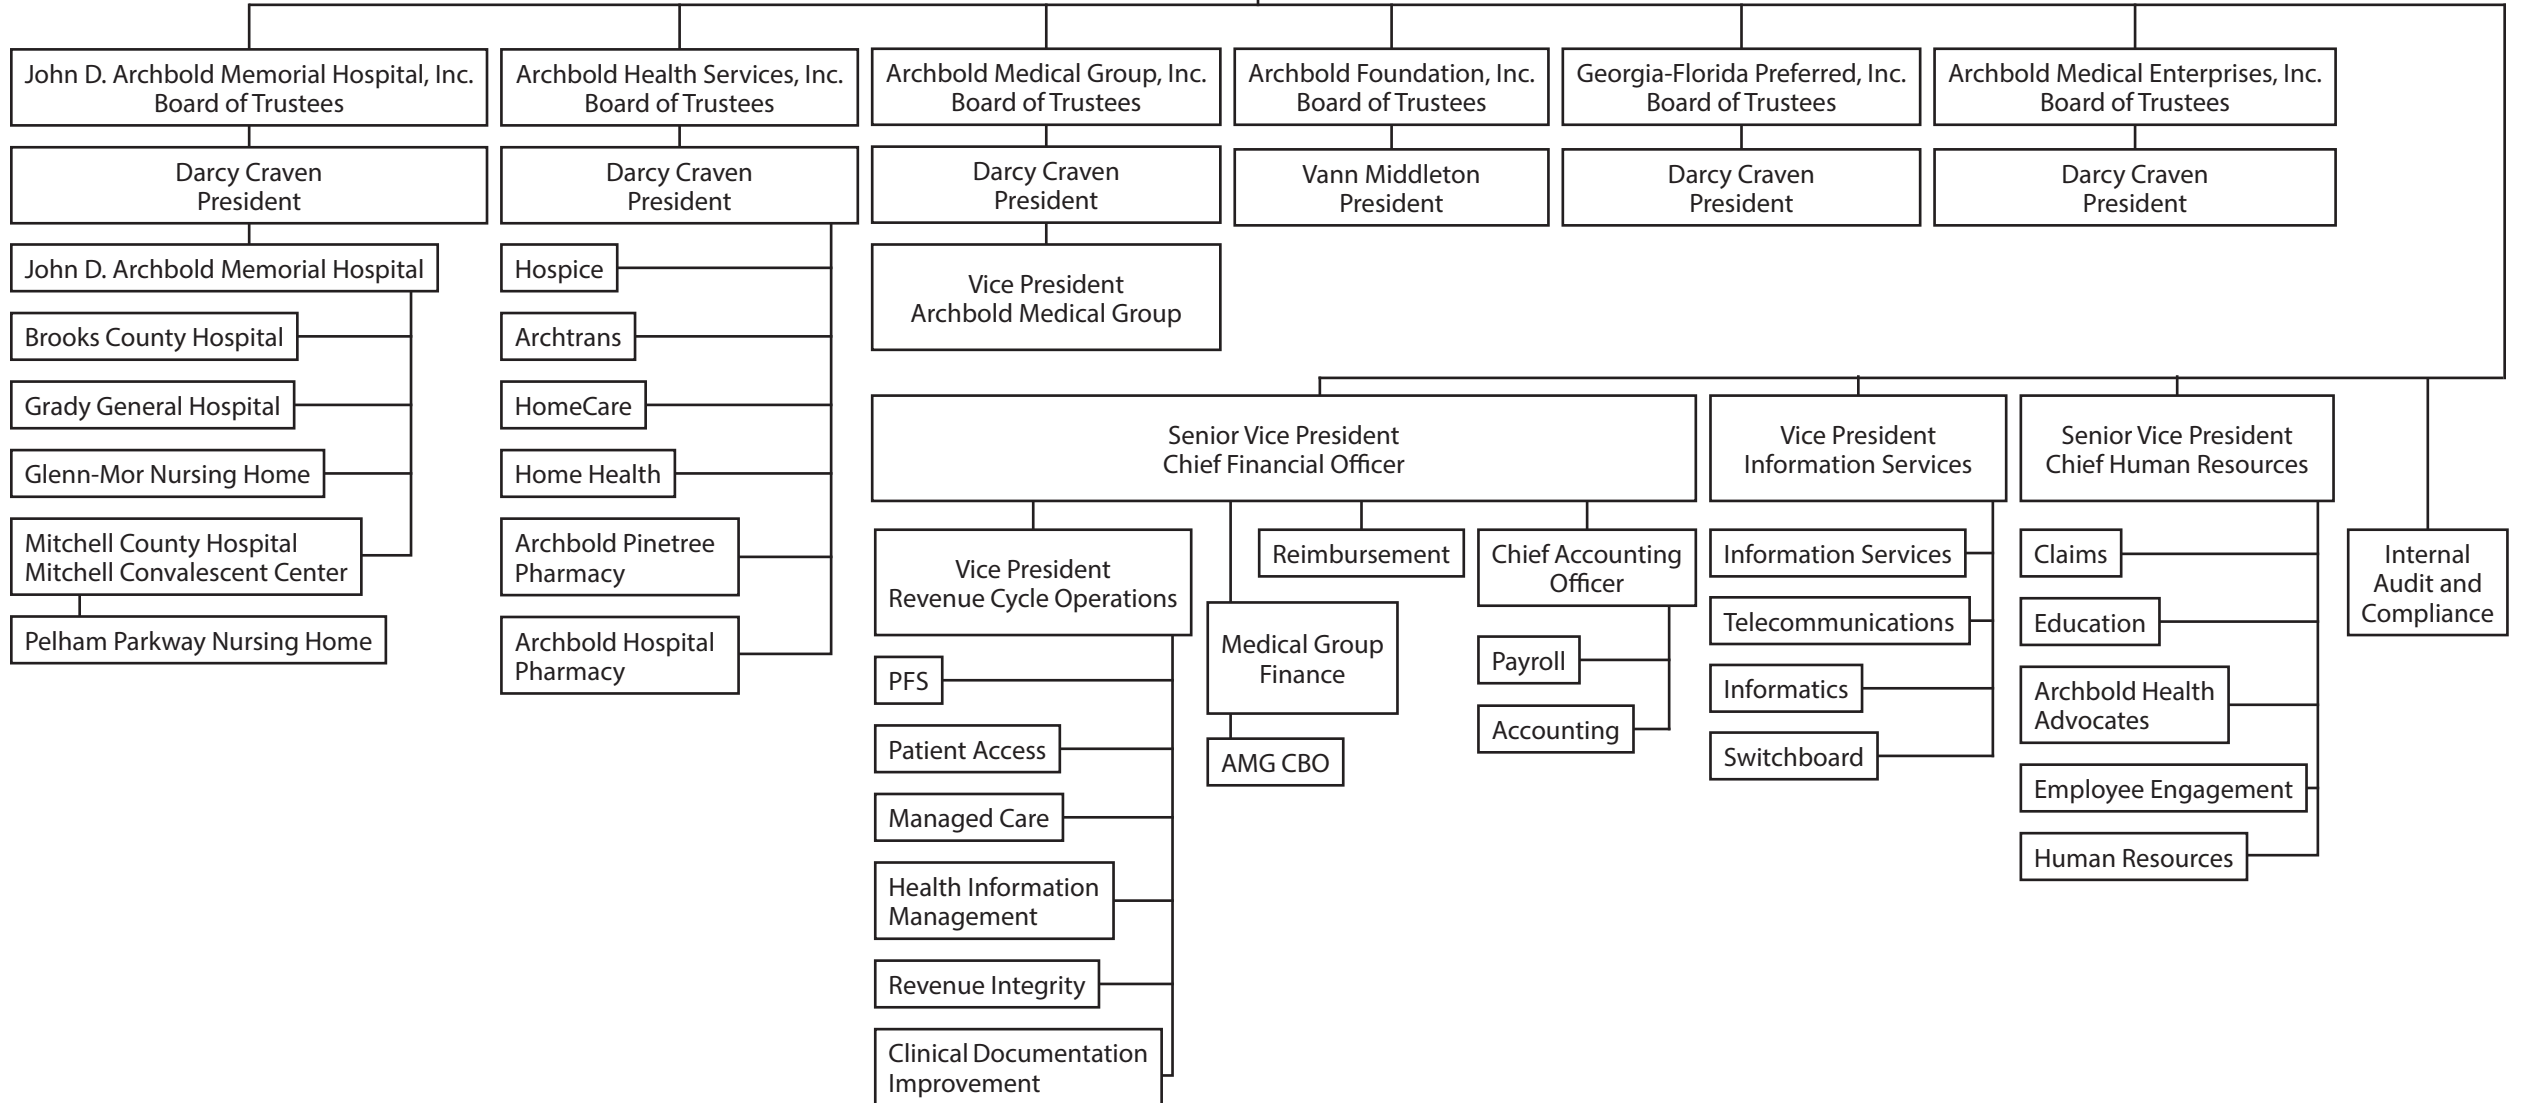 John D. Archbold Memorial Hospital, Inc.
Board of Trustees
Darcy Craven
President
John D. Archbold Memorial Hospital
Brooks County Hospital
Grady General Hospital
Glenn-Mor Nursing Home
Mitchell County Hospital
Mitchell Convalescent Center
Pelham Parkway Nursing Home
Archbold Health Services, Inc.
Board of Trustees
Darcy Craven
President
Hospice
Archtrans
HomeCare
Home Health
Archbold Pinetree
Pharmacy
Archbold Hospital
Pharmacy
Archbold Medical Group, Inc.
Board of Trustees
Darcy Craven
President
Vice President
Archbold Medical Group
Archbold Foundation, Inc.
Board of Trustees
Vann Middleton
President
Georgia-Florida Preferred, Inc.
Board of Trustees
Darcy Craven
President
Archbold Medical Enterprises, Inc.
Board of Trustees
Darcy Craven
President
Senior Vice President
Chief Financial Officer
Vice President
Revenue Cycle Operations
PFS
Patient Access
Managed Care
Health Information
Management
Revenue Integrity
Clinical Documentation
Improvement
Medical Group
Finance
AMG CBO
Reimbursement
Chief Accounting
Officer
Payroll
Accounting
Vice President
Information Services
Information Services
Telecommunications
Informatics
Switchboard
Senior Vice President
Chief Human Resources
Claims
Education
Archbold Health
Advocates
Employee Engagement
Human Resources
Internal
Audit and
Compliance